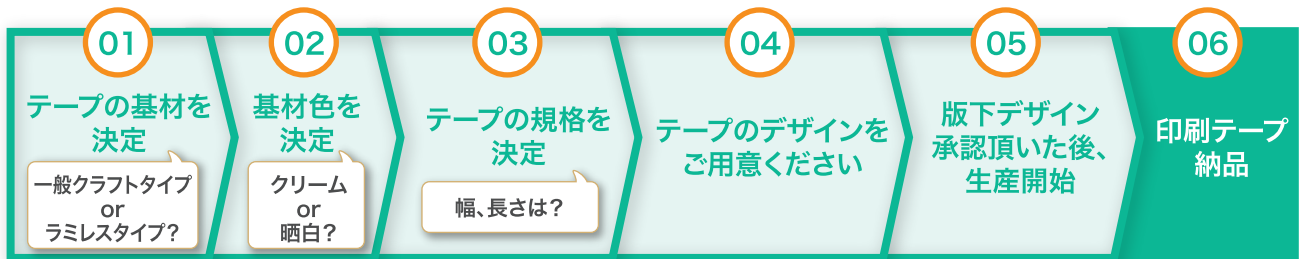 01
テープの基材を
決定
一般クラフトタイプ
or
ラミレスタイプ？
02
基材色を
決定
クリーム
or
晒白？
03
テープの規格を
決定
幅、長さは？
04
テープのデザインを
ご用意ください
05
版下デザイン
承認頂いた後、
生産開始
06
印刷テープ
納品